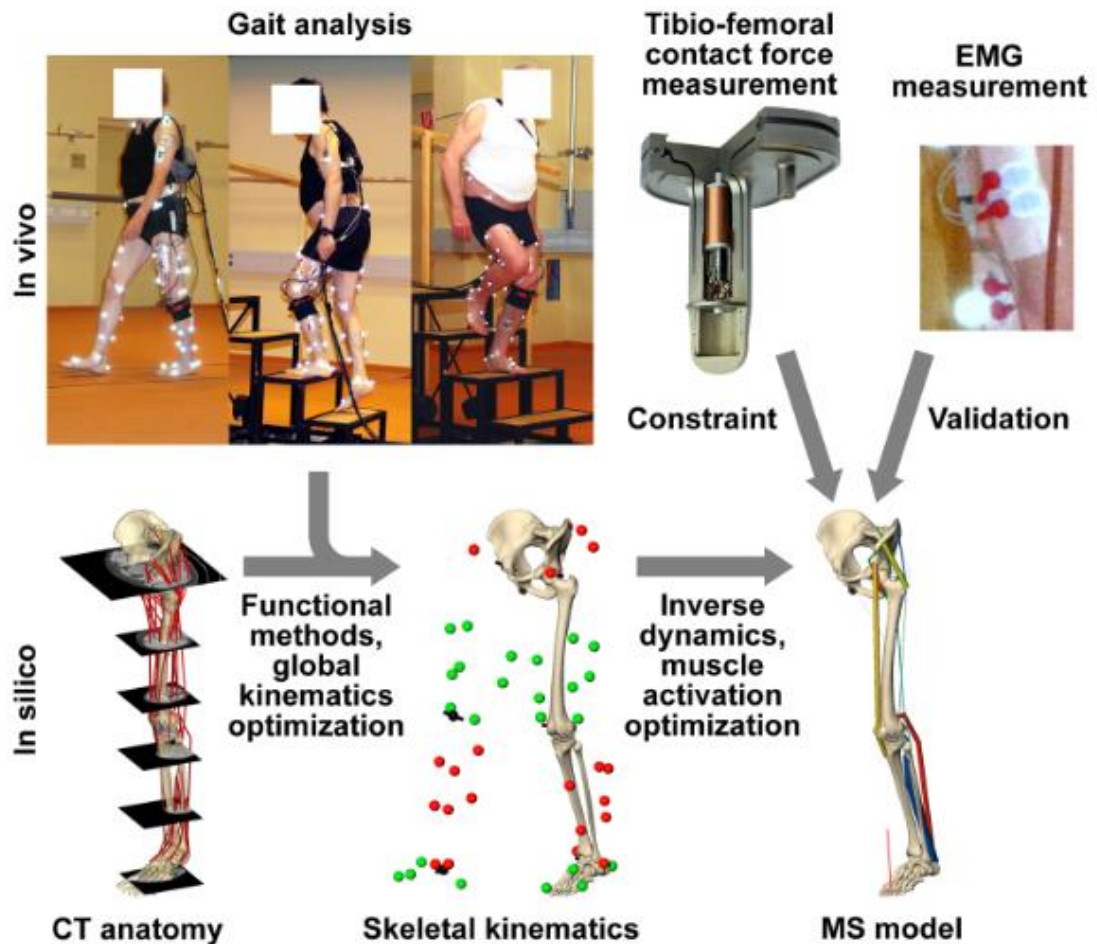 Gait analysis
Tibio-femoral
contact force
measurement
EMG
measurement
In vivo
Constraint
Validation
In silico
Functional
methods,
global
kinematics
optimization
Inverse
dynamics,
muscle
activation
optimization
CT anatomy
Skeletal kinematics
MS model